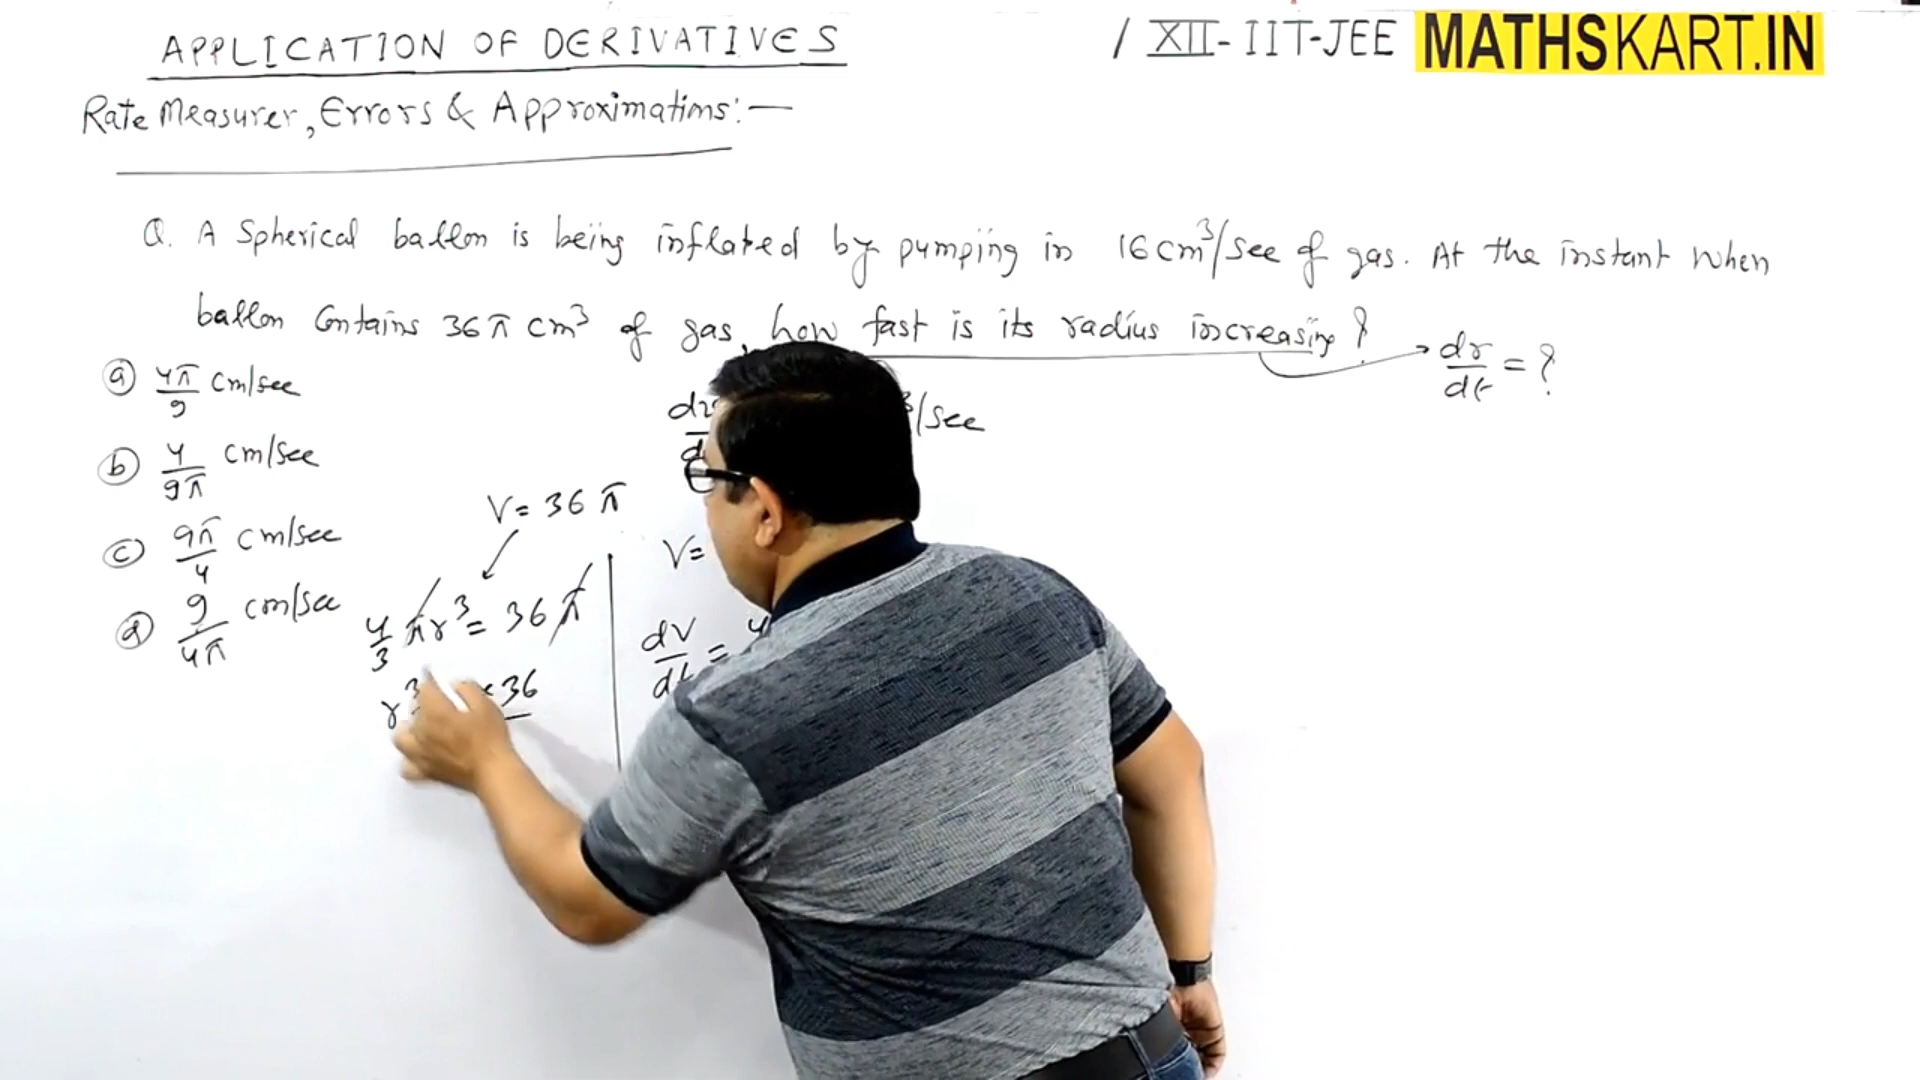 APPLICATION OF DERIVATIVES / XII-IIT-JEE MATHSKART.IN
Rate Measurer, Errors & Approximations:—
Q. A Spherical ballon is being inflated by pumping in 16 cm³/sec of gas. At the instant when
ballon Contains 36π cm³ of gas, how fast is its radius increasing?
dr/dt = ?
ⓐ 4π/9 cm/sec
ⓑ 4/9π cm/sec
ⓒ 9π/4 cm/sec
ⓓ 9/4π cm/sec
V = 36π
4/3 πr³ = 36π
r³ 36
/sec
V=
dV/dt =